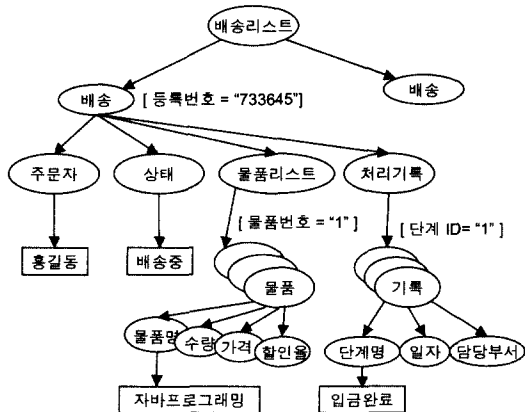 배송리스트
배송
[ 등록번호 = "733645"]
배송
주문자
상태
물품리스트
처리기록
[ 물품번호 = "1" ]
[ 단계 ID= "1" ]
홍길동
배송중
물품
기록
물품명
수량
가격
할인율
단계명
일자
담당부서
자바프로그래밍
입금완료